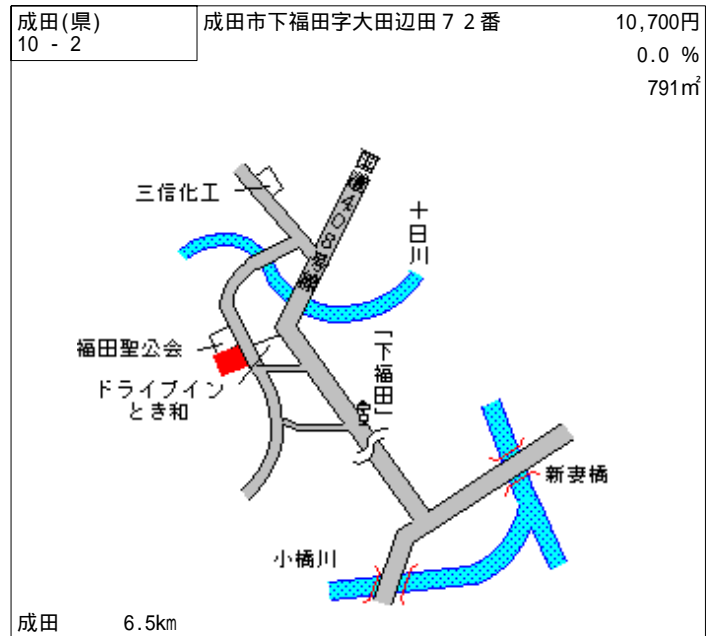 成田(県)
10 - 2
成田市下福田字大田辺田７２番
10,700円
0.0 %
791㎡
三信化工
国道408号線
十日川
福田聖公会
「下福田」
ドライブイン
とき和
新妻橋
小橋川
成田 6.5km